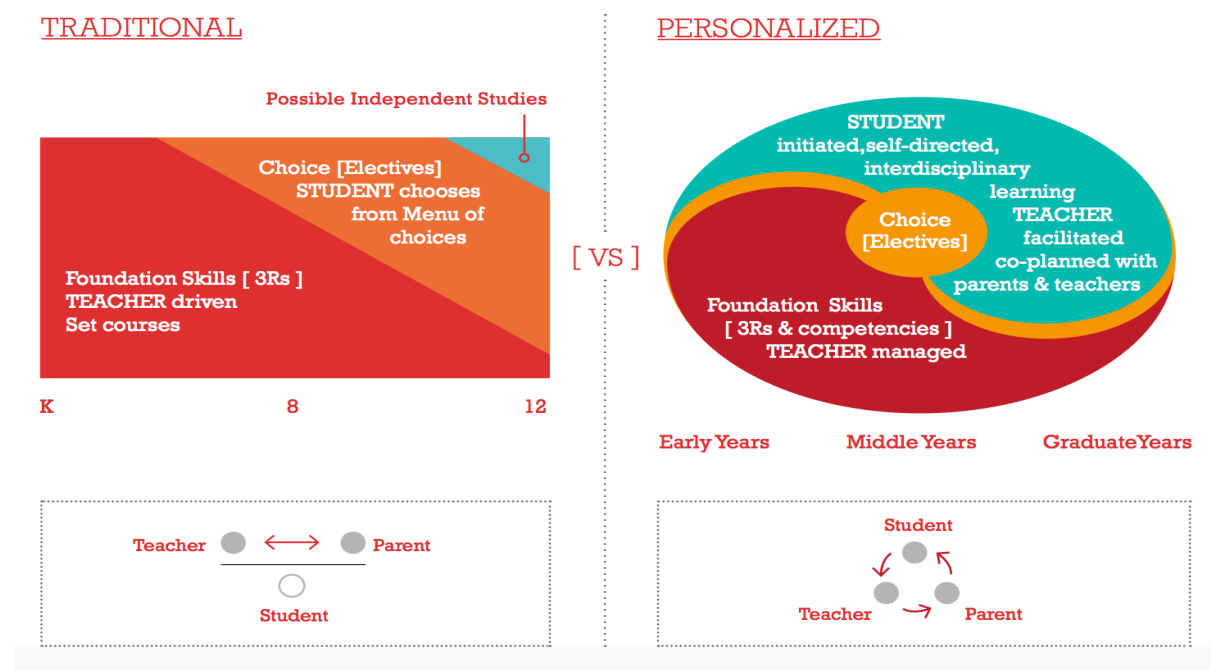 TRADITIONAL
Possible Independent Studies
Choice [Electives]
STUDENT chooses
from Menu of
choices
Foundation Skills [ 3Rs ]
TEACHER driven
Set courses
K
8
12
Teacher
Parent
Student
[ VS ]
PERSONALIZED
STUDENT
initiated,self-directed,
interdisciplinary
learning
TEACHER
facilitated
co-planned with
parents & teachers
Choice
[Electives]
Foundation Skills
[ 3Rs & competencies ]
TEACHER managed
Early Years
Middle Years
GraduateYears
Student
Teacher
Parent